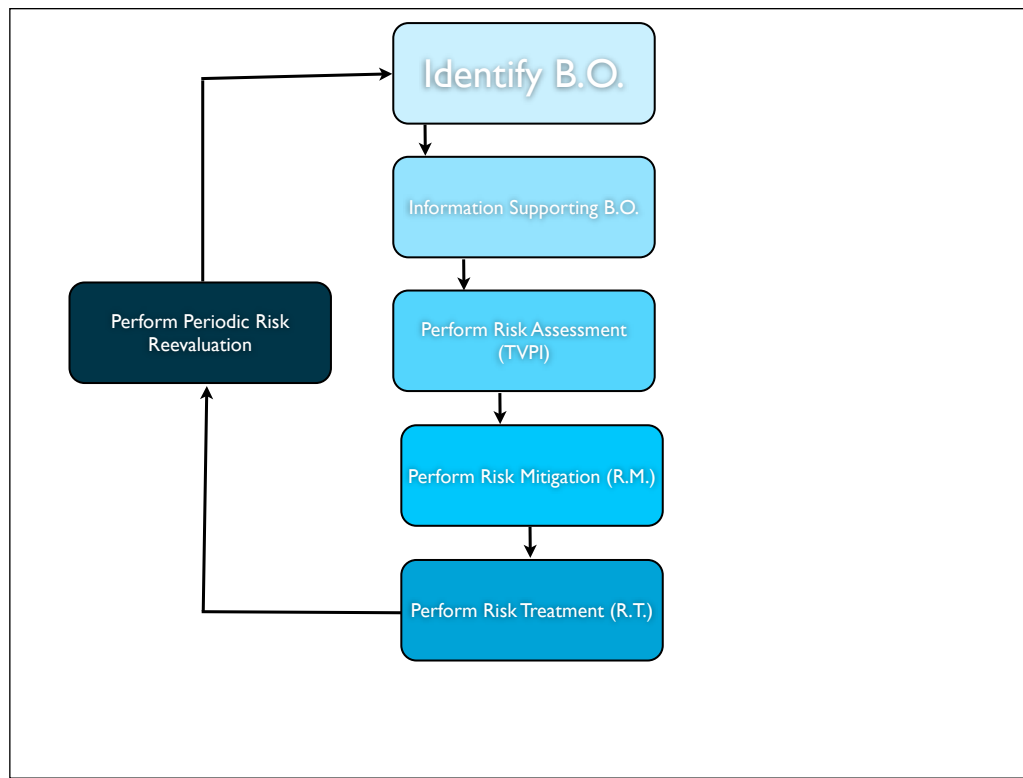 Identify B.O.
Information Supporting B.O.
Perform Risk Assessment
(TVPI)
Perform Periodic Risk
Reevaluation
Perform Risk Mitigation (R.M.)
Perform Risk Treatment (R.T.)